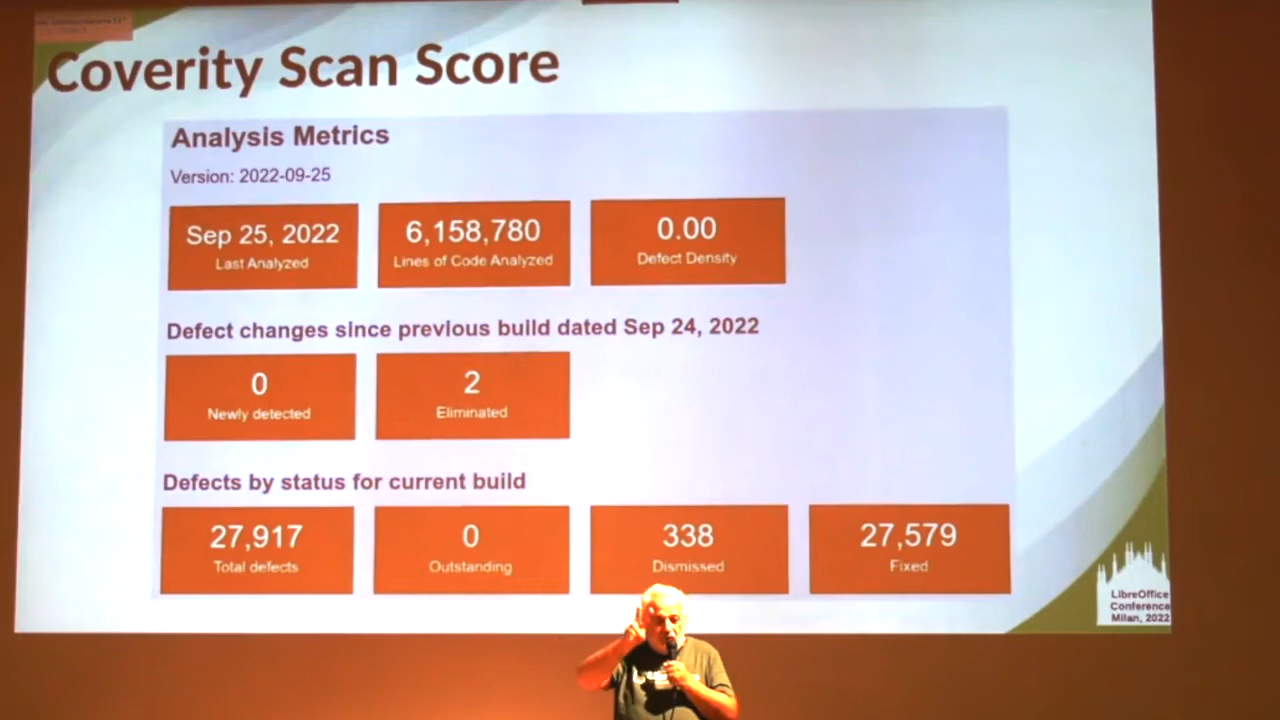 Coverity Scan Score
Analysis Metrics
Version: 2022-09-25
Sep 25, 2022
Last Analyzed
6,158,780
Lines of Code Analyzed
0.00
Defect Density
Defect changes since previous build dated Sep 24, 2022
0
Newly detected
2
Eliminated
Defects by status for current build
27,917
Total defects
0
Outstanding
338
Dismissed
27,579
Fixed
LibreOffice
Conference
Milan, 2022